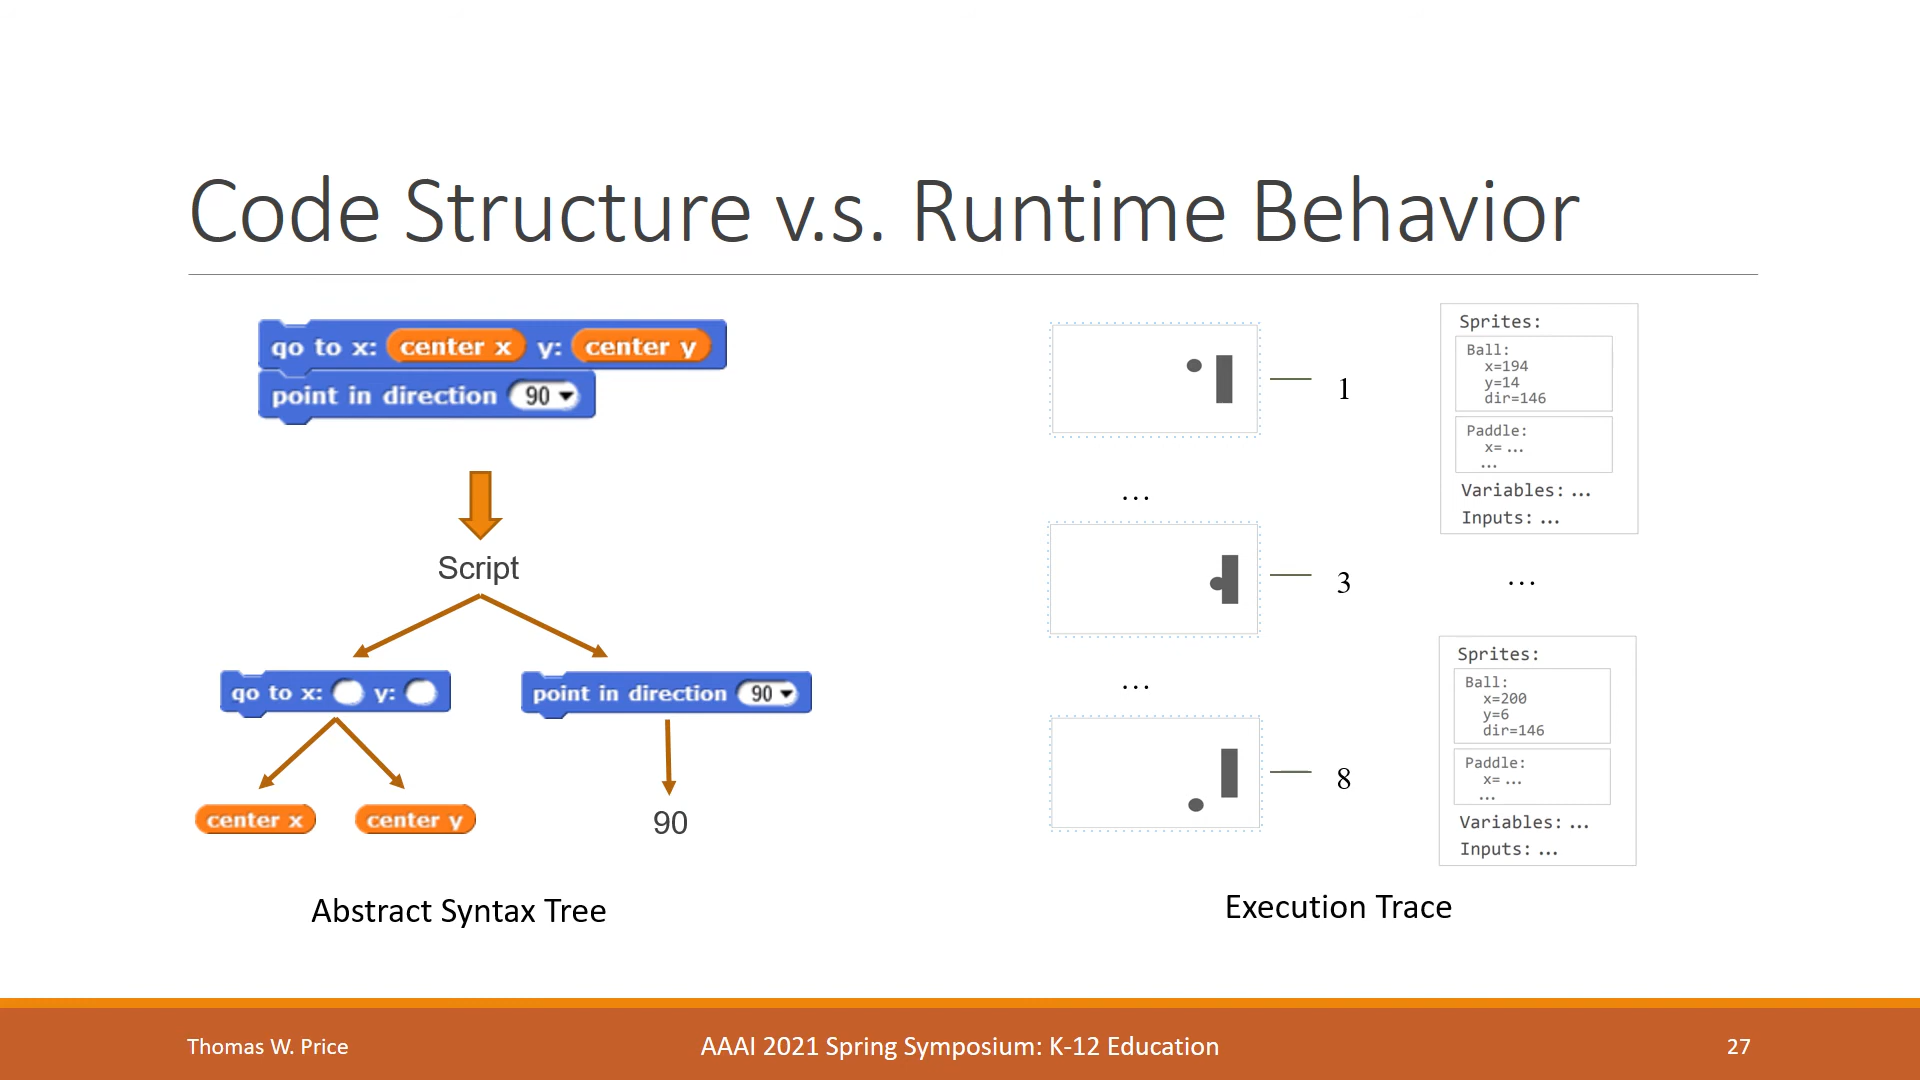 Code Structure v.s. Runtime Behavior
go to x: center x y: center y
point in direction 90
Script
go to x: y:
point in direction 90
center x
center y
90
Abstract Syntax Tree
1
...
3
...
8
Sprites:
Ball:
x=194
y=14
dir=146
Paddle:
x= ...
...
Variables: ...
Inputs: ...
...
Sprites:
Ball:
x=200
y=6
dir=146
Paddle:
x= ...
...
Variables: ...
Inputs: ...
Execution Trace
Thomas W. Price
AAAI 2021 Spring Symposium: K-12 Education
27